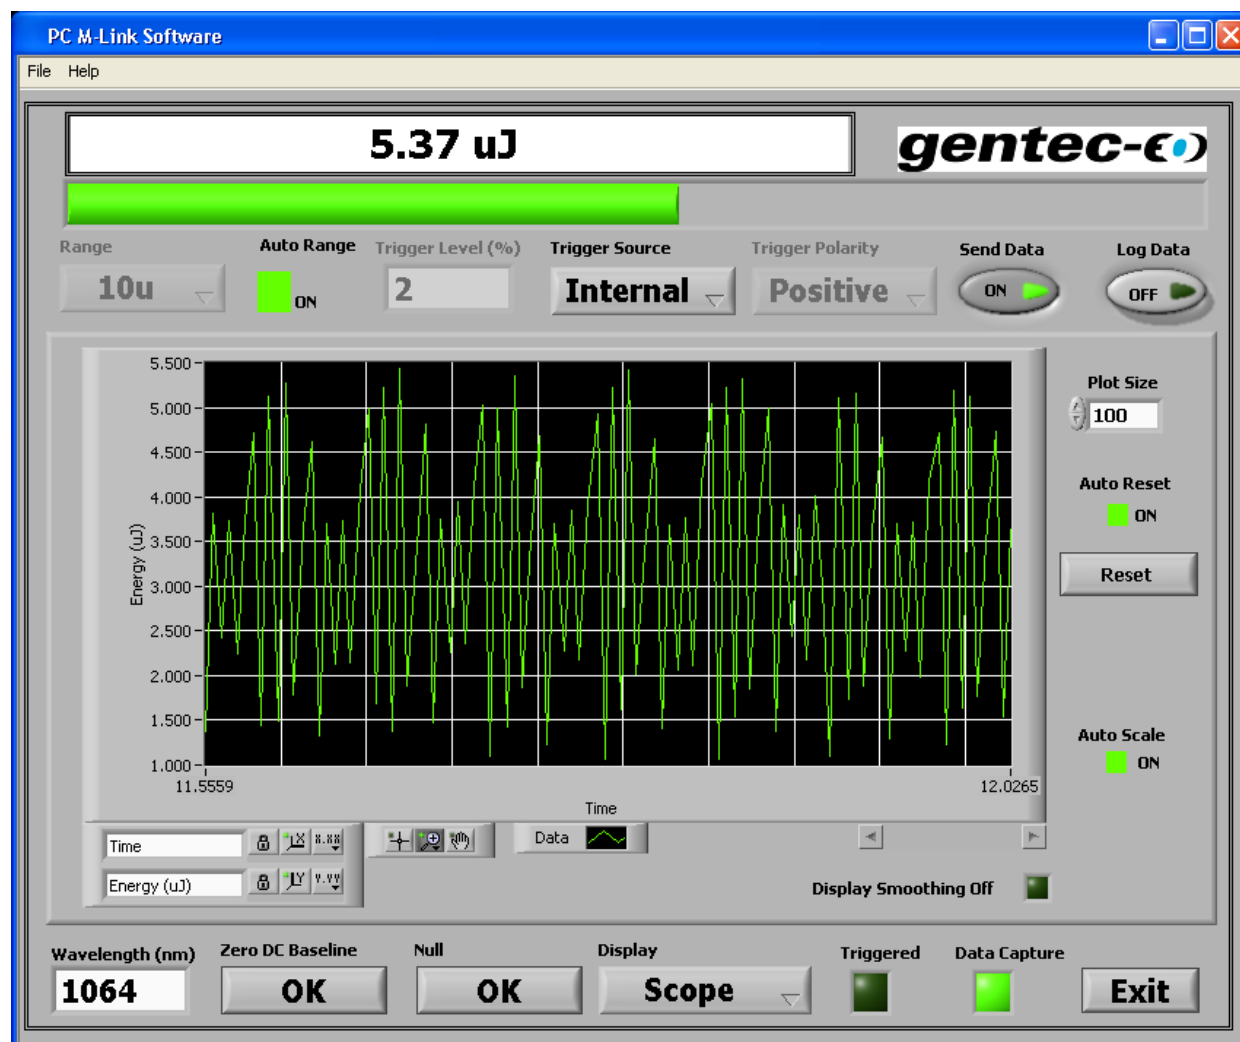 PC M-Link Software
File Help
5.37 uJ
gentec-EO
Range
Auto Range
Trigger Level (%)
Trigger Source
Trigger Polarity
Send Data
Log Data
10u
ON
2
Internal
Positive
ON
OFF
5.500
5.000
4.500
4.000
3.500
3.000
2.500
2.000
1.500
1.000
Energy (uJ)
11.5559
12.0265
Time
Plot Size
100
Auto Reset
ON
Reset
Auto Scale
ON
Time
X
X.XX
Data
Energy (uJ)
Y
Y.YY
Display Smoothing Off
Wavelength (nm)
Zero DC Baseline
Null
Display
Triggered
Data Capture
1064
OK
OK
Scope
Exit